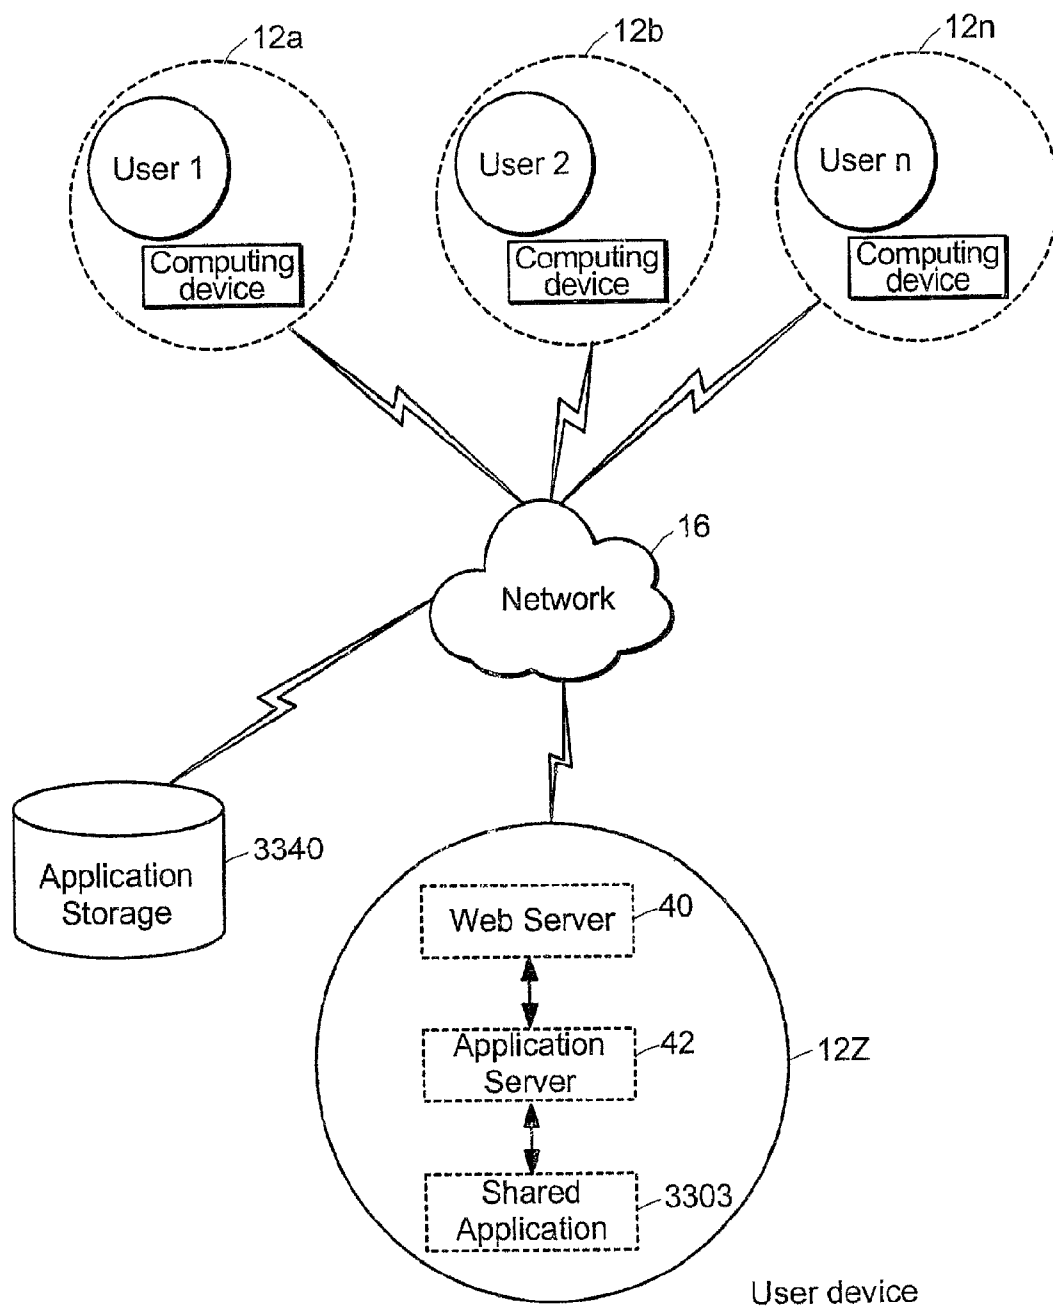 12a
12b
12n
User 1
User 2
User n
Computing
device
Computing
device
Computing
device
16
Network
3340
Application
Storage
Web Server
40
Application
Server
42
12Z
Shared
Application
3303
User device